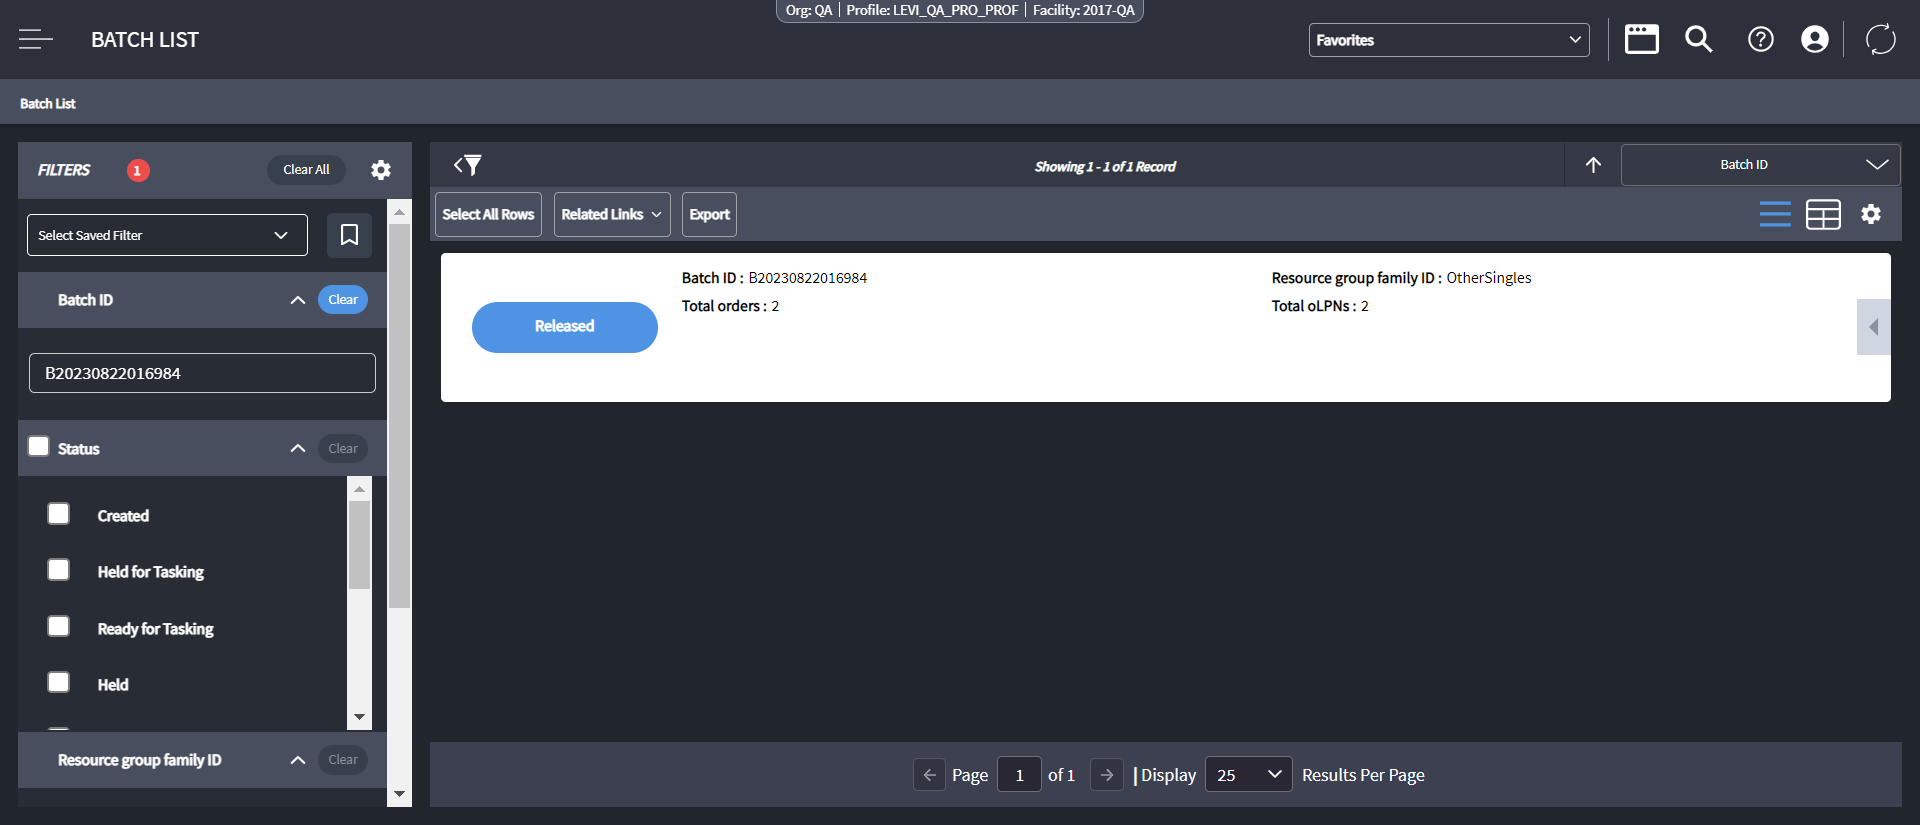 Org: QA | Profile: LEVI_QA_PRO_PROF | Facility: 2017-QA
BATCH LIST
Favorites
Batch List
FILTERS
1
Clear All
Select Saved Filter
Batch ID
Clear
B20230822016984
Status
Clear
Created
Held for Tasking
Ready for Tasking
Held
Resource group family ID
Clear
Showing 1 - 1 of 1 Record
Batch ID
Select All Rows
Related Links
Export
Released
Batch ID : B20230822016984
Resource group family ID : OtherSingles
Total orders : 2
Total oLPNs : 2
Page 1 of 1 | Display 25 Results Per Page